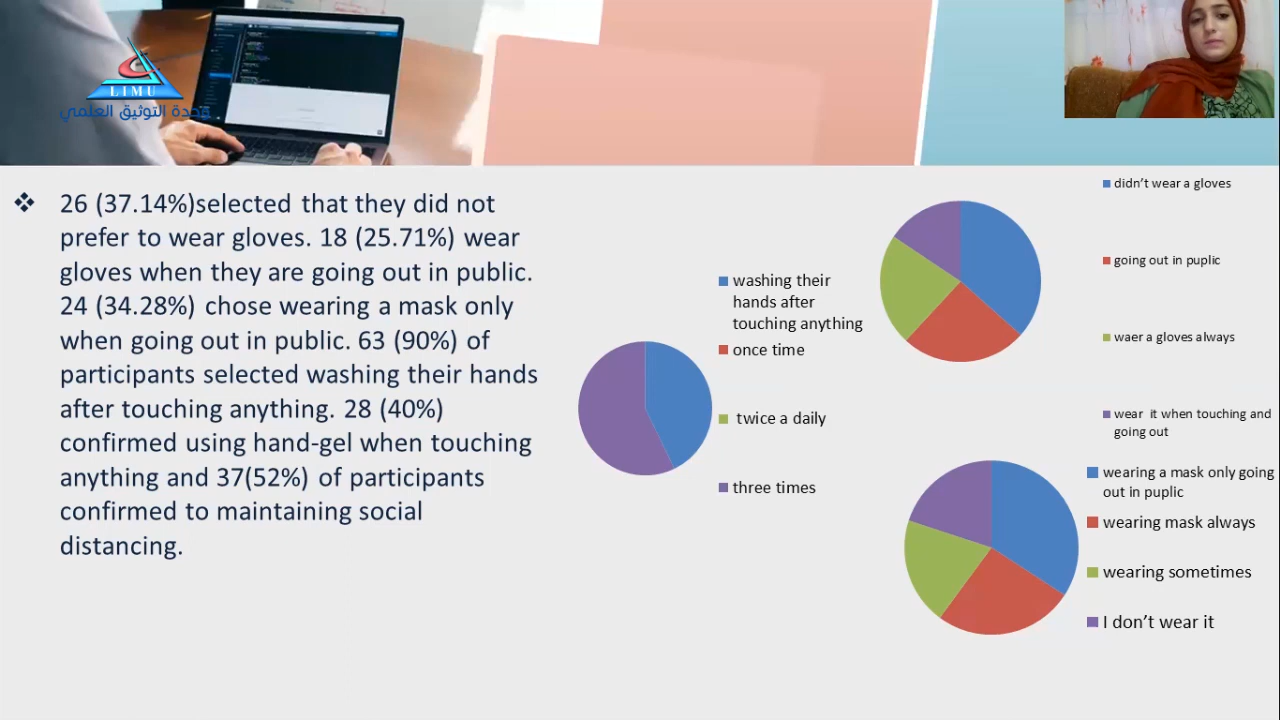 LIMU
وحدة التوثيق العلمي
❖ 26 (37.14%)selected that they did not
prefer to wear gloves. 18 (25.71%) wear
gloves when they are going out in public.
24 (34.28%) chose wearing a mask only
when going out in public. 63 (90%) of
participants selected washing their hands
after touching anything. 28 (40%)
confirmed using hand-gel when touching
anything and 37(52%) of participants
confirmed to maintaining social
distancing.
washing their
hands after
touching anything
once time
twice a daily
three times
didn’t wear a gloves
going out in puplic
waer a gloves always
wear it when touching and
going out
wearing a mask only going
out in puplic
wearing mask always
wearing sometimes
I don’t wear it